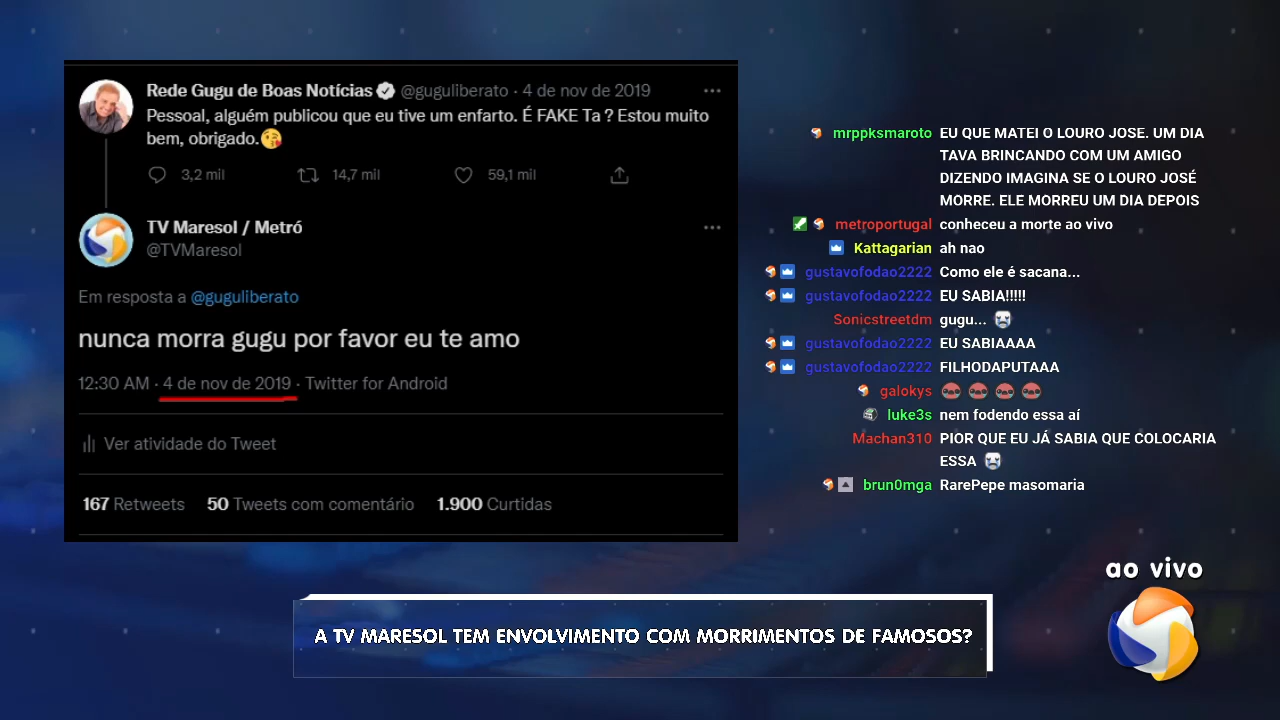 Rede Gugu de Boas Notícias @guguliberato · 4 de nov de 2019
Pessoal, alguém publicou que eu tive um enfarto. É FAKE Ta ? Estou muito
bem, obrigado.😘
3,2 mil 14,7 mil 59,1 mil
TV Maresol / Metró
@TVMaresol
Em resposta a @guguliberato
nunca morra gugu por favor eu te amo
12:30 AM · 4 de nov de 2019 · Twitter for Android
Ver atividade do Tweet
167 Retweets 50 Tweets com comentário 1.900 Curtidas
mrppksmaroto EU QUE MATEI O LOURO JOSE. UM DIA
TAVA BRINCANDO COM UM AMIGO
DIZENDO IMAGINA SE O LOURO JOSÉ
MORRE. ELE MORREU UM DIA DEPOIS
metroportugal conheceu a morte ao vivo
Kattagarian ah nao
gustavofodao2222 Como ele é sacana...
gustavofodao2222 EU SABIA!!!!!
Sonicstreetdm gugu...
gustavofodao2222 EU SABIAAAA
gustavofodao2222 FILHODAPUTAAA
galokys
luke3s nem fodendo essa aí
Machan310 PIOR QUE EU JÁ SABIA QUE COLOCARIA
ESSA
brun0mga RarePepe masomaria
ao vivo
A TV MARESOL TEM ENVOLVIMENTO COM MORRIMENTOS DE FAMOSOS?